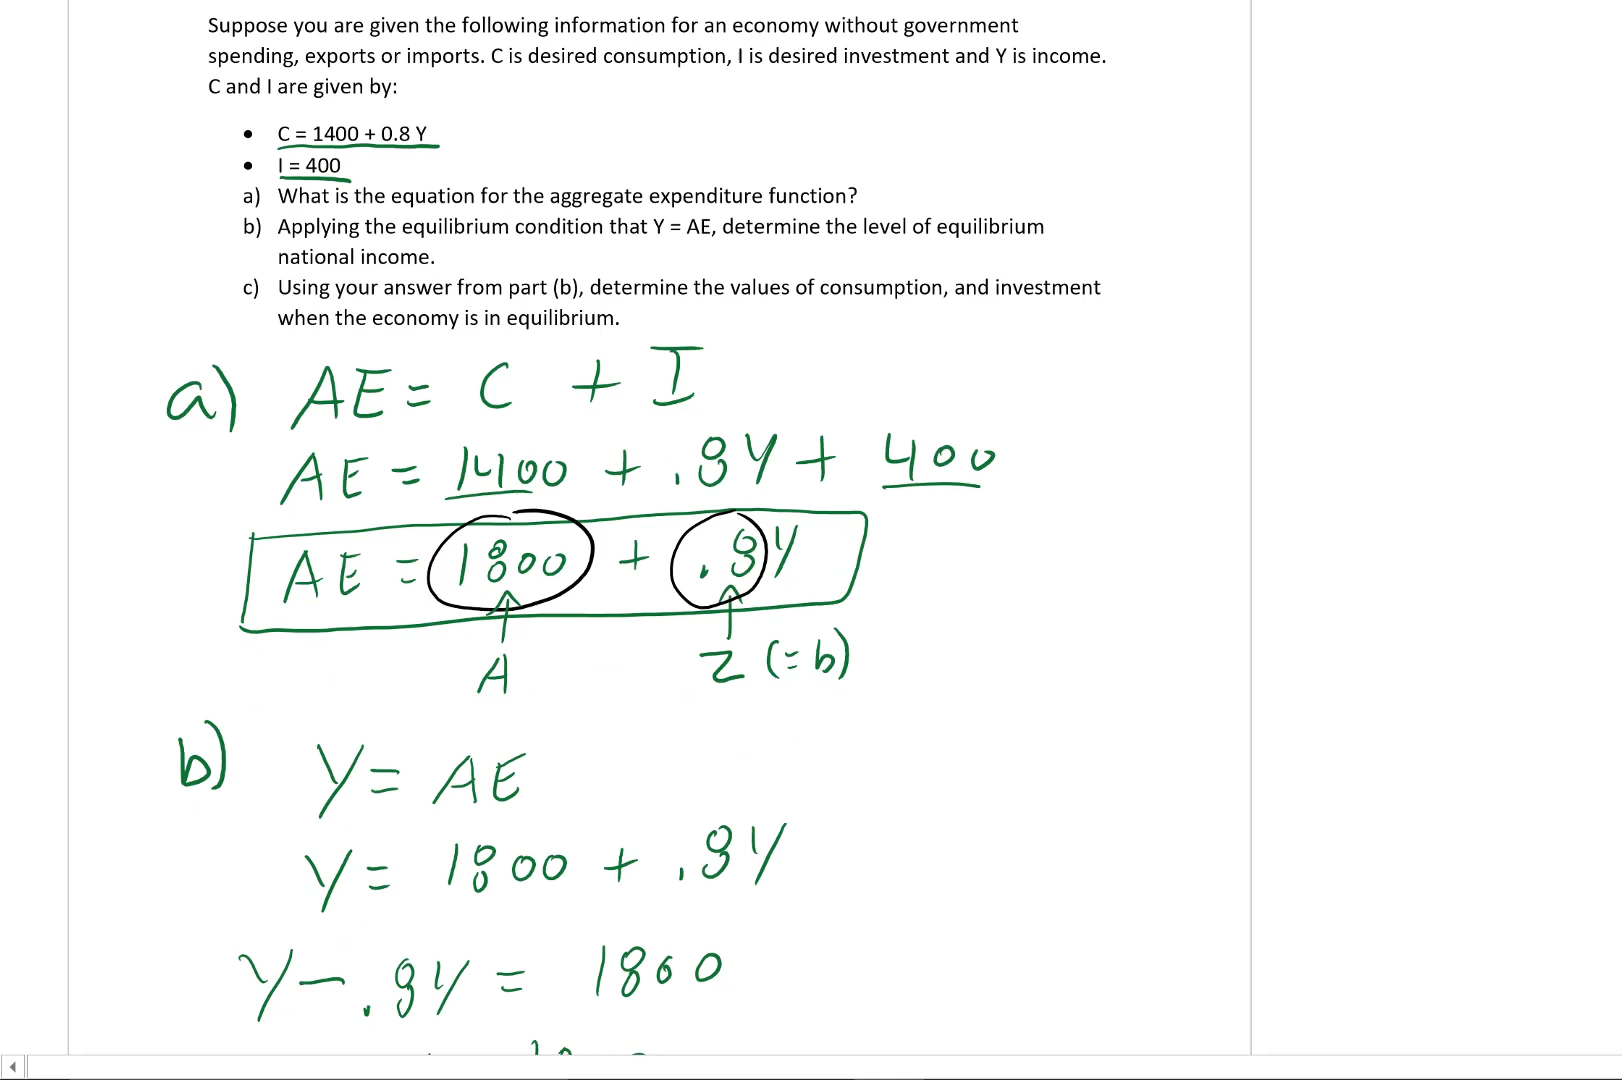 Suppose you are given the following information for an economy without government
spending, exports or imports. C is desired consumption, I is desired investment and Y is income.
C and I are given by:
• C = 1400 + 0.8 Y
• I = 400
a) What is the equation for the aggregate expenditure function?
b) Applying the equilibrium condition that Y = AE, determine the level of equilibrium
national income.
c) Using your answer from part (b), determine the values of consumption, and investment
when the economy is in equilibrium.
a) AE = C + I
AE = 1400 + .8Y + 400
AE = 1800 + .8Y
A z (=b)
b) Y = AE
Y = 1800 + .8Y
Y - .8Y = 1800